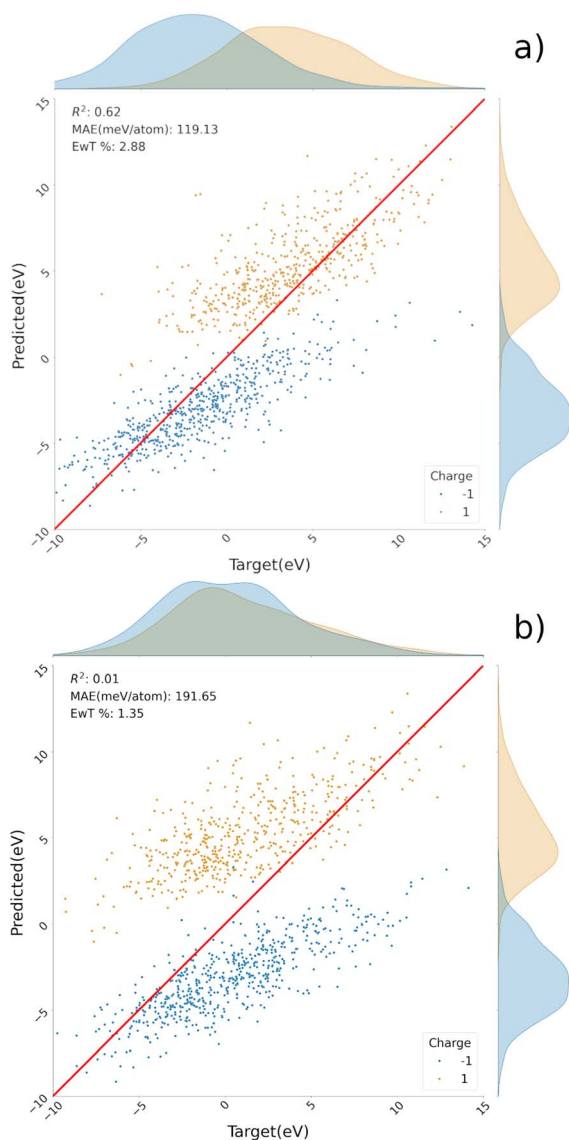 a)
15
R²: 0.62
MAE(meV/atom): 119.13
EwT %: 2.88
10
5
Predicted(eV)
0
−5
−10
Charge
-1
1
−10 −5 0 5 10 15
Target(eV)
b)
15
R²: 0.01
MAE(meV/atom): 191.65
EwT %: 1.35
10
5
Predicted(eV)
0
−5
−10
Charge
-1
1
−10 −5 0 5 10 15
Target(eV)